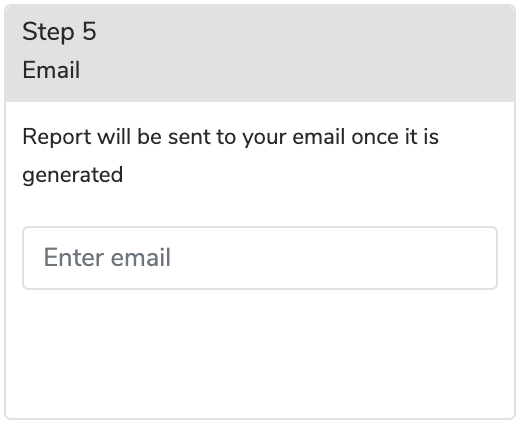 Step 5
Email
Report will be sent to your email once it is
generated
Enter email